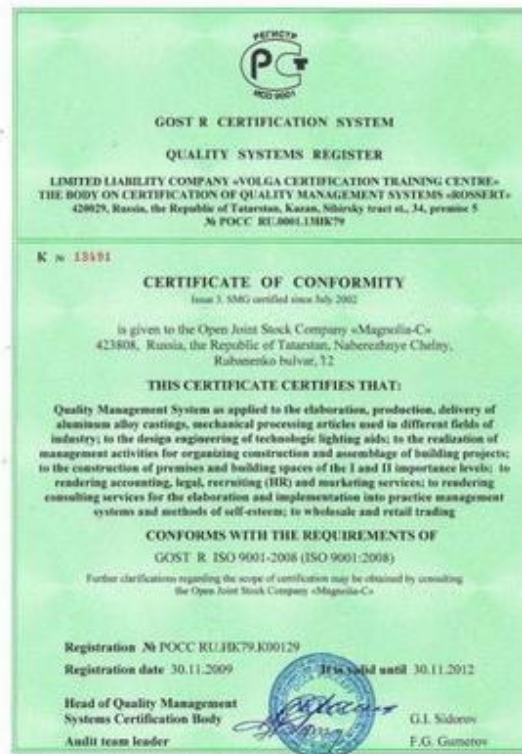 РЕГИСТР
РСТ
ИСО 9001
GOST R CERTIFICATION SYSTEM
QUALITY SYSTEMS REGISTER
LIMITED LIABILITY COMPANY «VOLGA CERTIFICATION TRAINING CENTRE»
THE BODY ON CERTIFICATION OF QUALITY MANAGEMENT SYSTEMS «ROSSERT»
420029, Russia, the Republic of Tatarstan, Kazan, Sibirsky tract st., 34, premise 5
№ РОСС RU.0001.13ИК79
К № 13491
CERTIFICATE OF CONFORMITY
Issue 3. SMG certified since July 2002
is given to the Open Joint Stock Company «Magnolia-C»
423808, Russia, the Republic of Tatarstan, Naberezhnye Chelny,
Rubanenko bulvar, 12
THIS CERTIFICATE CERTIFIES THAT:
Quality Management System as applied to the elaboration, production, delivery of
aluminum alloy castings, mechanical processing articles used in different fields of
industry; to the design engineering of technologic lighting aids; to the realization of
management activities for organizing construction and assemblage of building projects;
to the construction of premises and building spaces of the I and II importance levels; to
rendering accounting, legal, recruiting (HR) and marketing services; to rendering
consulting services for the elaboration and implementation into practice management
systems and methods of self-esteem; to wholesale and retail trading
CONFORMS WITH THE REQUIREMENTS OF
GOST R ISO 9001-2008 (ISO 9001:2008)
Further clarifications regarding the scope of certification may be obtained by consulting
the Open Joint Stock Company «Magnolia-C»
Registration № РОСС RU.ИК79.К00129
Registration date 30.11.2009 It is valid until 30.11.2012
Head of Quality Management
Systems Certification Body G.I. Sidorov
Audit team leader F.G. Gumerov